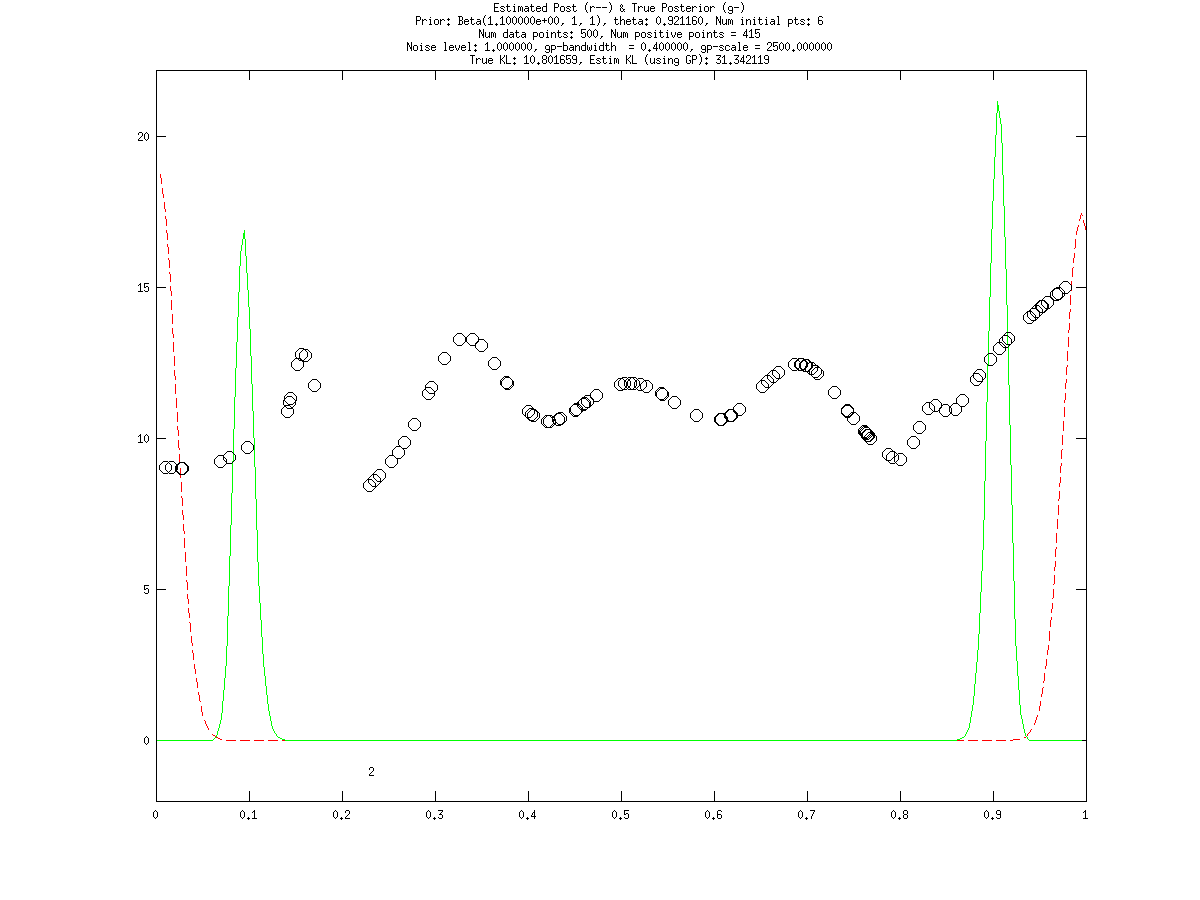 Estimated Post (r--) & True Posterior (g-)
Prior: Beta(1.100000e+00, 1, 1), theta: 0.921160, Num initial pts: 6
Num data points: 500, Num positive points = 415
Noise level: 1.000000, gp-bandwidth  = 0.400000, gp-scale = 2500.000000
True KL: 10.801659, Estim KL (using GP): 31.342119
20
15
10
5
0
2
0 0.1 0.2 0.3 0.4 0.5 0.6 0.7 0.8 0.9 1